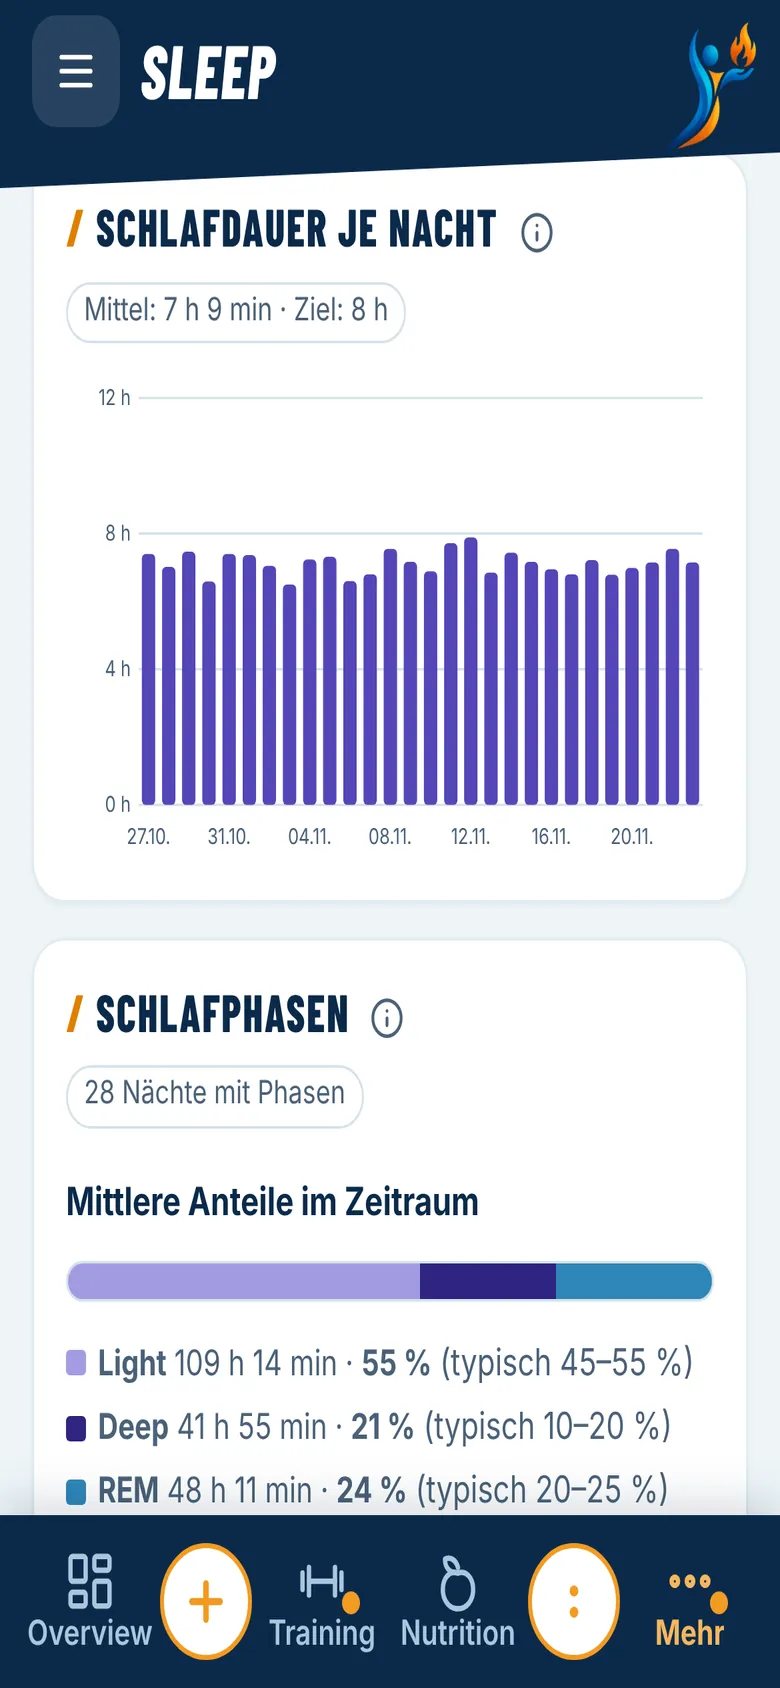 SLEEP
/ SCHLAFDAUER JE NACHT
Mittel: 7 h 9 min · Ziel: 8 h
12 h
8 h
4 h
0 h
27.10. 31.10. 04.11. 08.11. 12.11. 16.11. 20.11.
/ SCHLAFPHASEN
28 Nächte mit Phasen
Mittlere Anteile im Zeitraum
Light 109 h 14 min · 55 % (typisch 45–55 %)
Deep 41 h 55 min · 21 % (typisch 10–20 %)
REM 48 h 11 min · 24 % (typisch 20–25 %)
Overview Training Nutrition Mehr